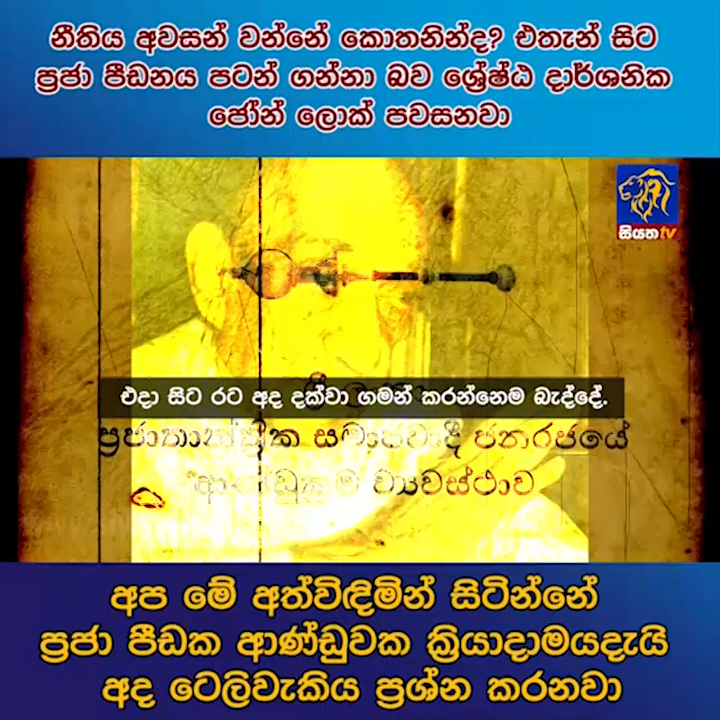 නීතිය අවසන් වන්නේ කොතනින්ද? එතැන් සිට
ප්‍රජා පීඩනය පටන් ගන්නා බව ශ්‍රේෂ්ඨ දාර්ශනික
ජෝන් ලොක් පවසනවා
සියත tv
එදා සිට රට අද දක්වා ගමන් කරන්නෙම බැද්දේ.
ප්‍රජාතාන්ත්‍රික සමාජවාදී ජනරජයේ
ආණ්ඩුක්‍රම ව්‍යවස්ථාව
අප මේ අත්විඳිමින් සිටින්නේ
ප්‍රජා පීඩක ආණ්ඩුවක ක්‍රියාදාමයදැයි
අද ටෙලිවැකිය ප්‍රශ්න කරනවා